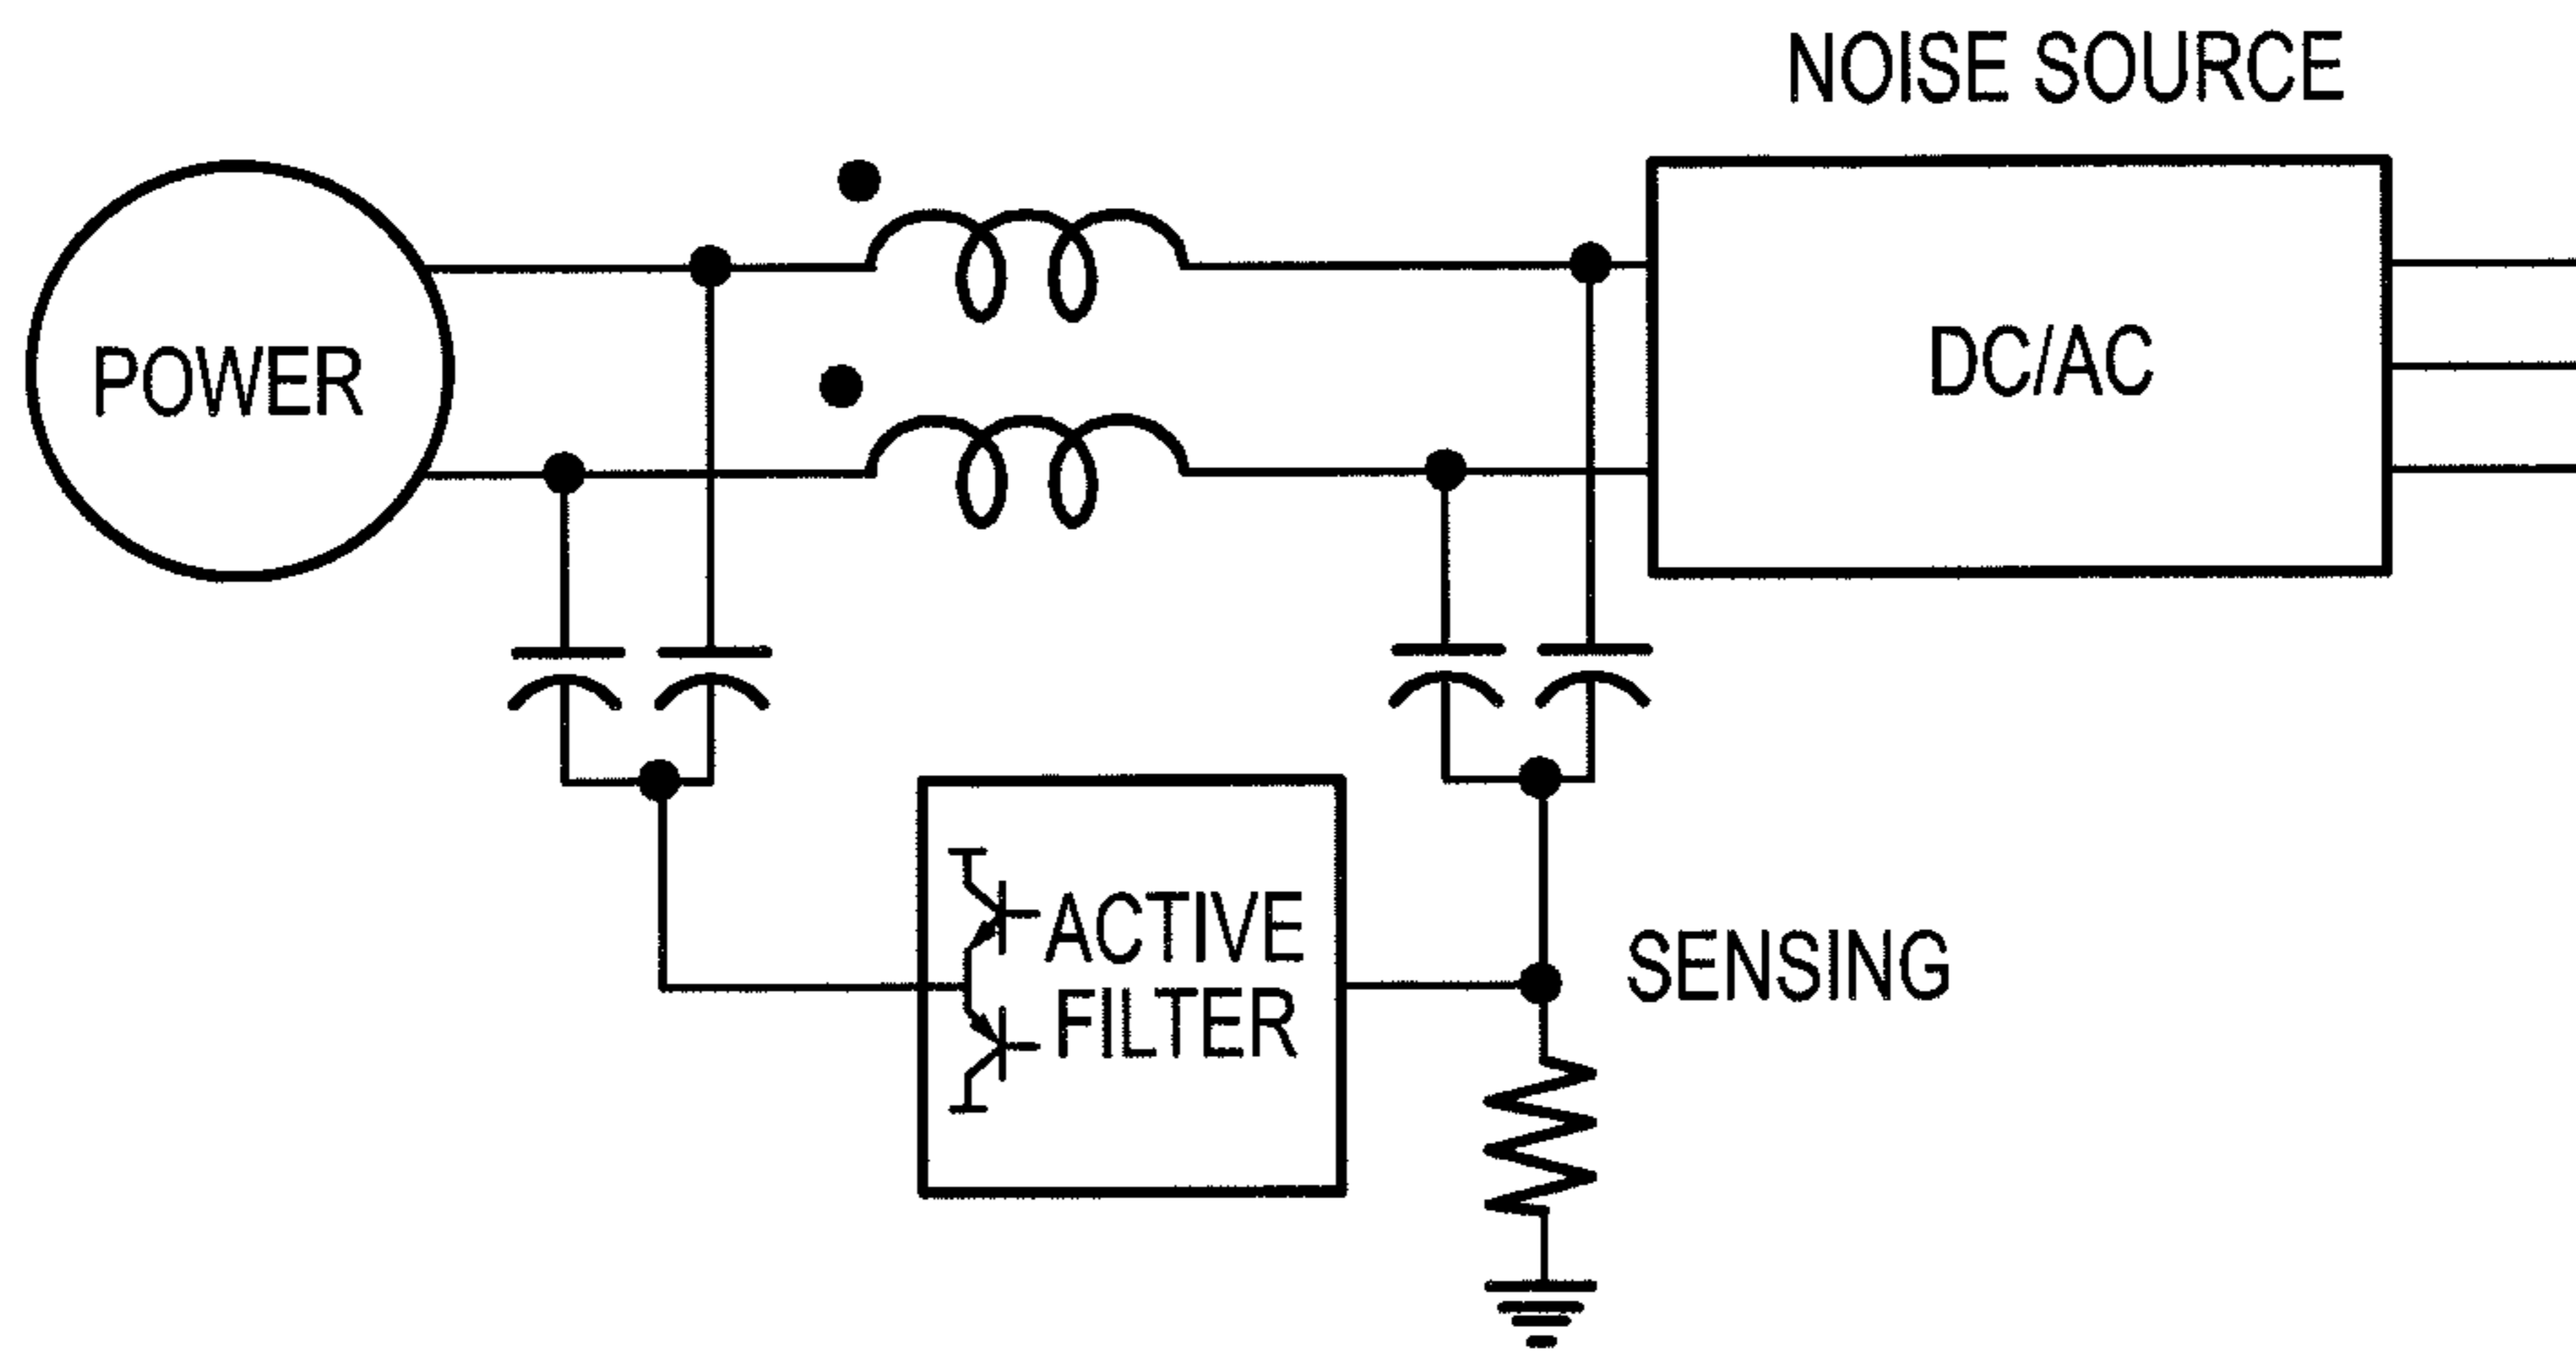 NOISE SOURCE
POWER
DC/AC
ACTIVE
FILTER
SENSING